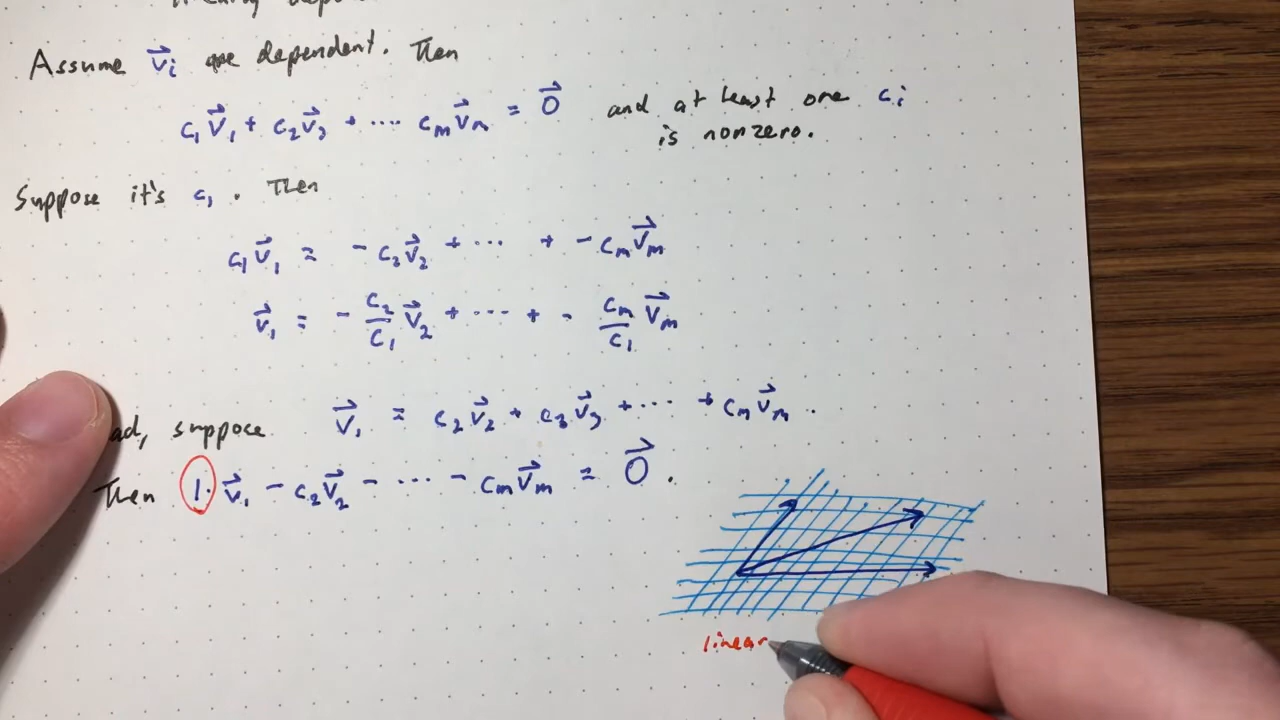 Assume v⃗ᵢ are dependent. Then
c₁v⃗₁ + c₂v⃗₂ + ... cₘv⃗ₘ = 0⃗ and at least one cᵢ
is nonzero.
Suppose it's c₁. Then
c₁v⃗₁ = -c₂v⃗₂ + ... + -cₘv⃗ₘ
v⃗₁ = -c₂/c₁ v⃗₂ + ... + - cₘ/c₁ v⃗ₘ
suppose v⃗₁ = c₂v⃗₂ + c₃v⃗₃ + ... + cₘv⃗ₘ.
Then 1·v⃗₁ - c₂v⃗₂ - ... - cₘv⃗ₘ = 0⃗.
linear